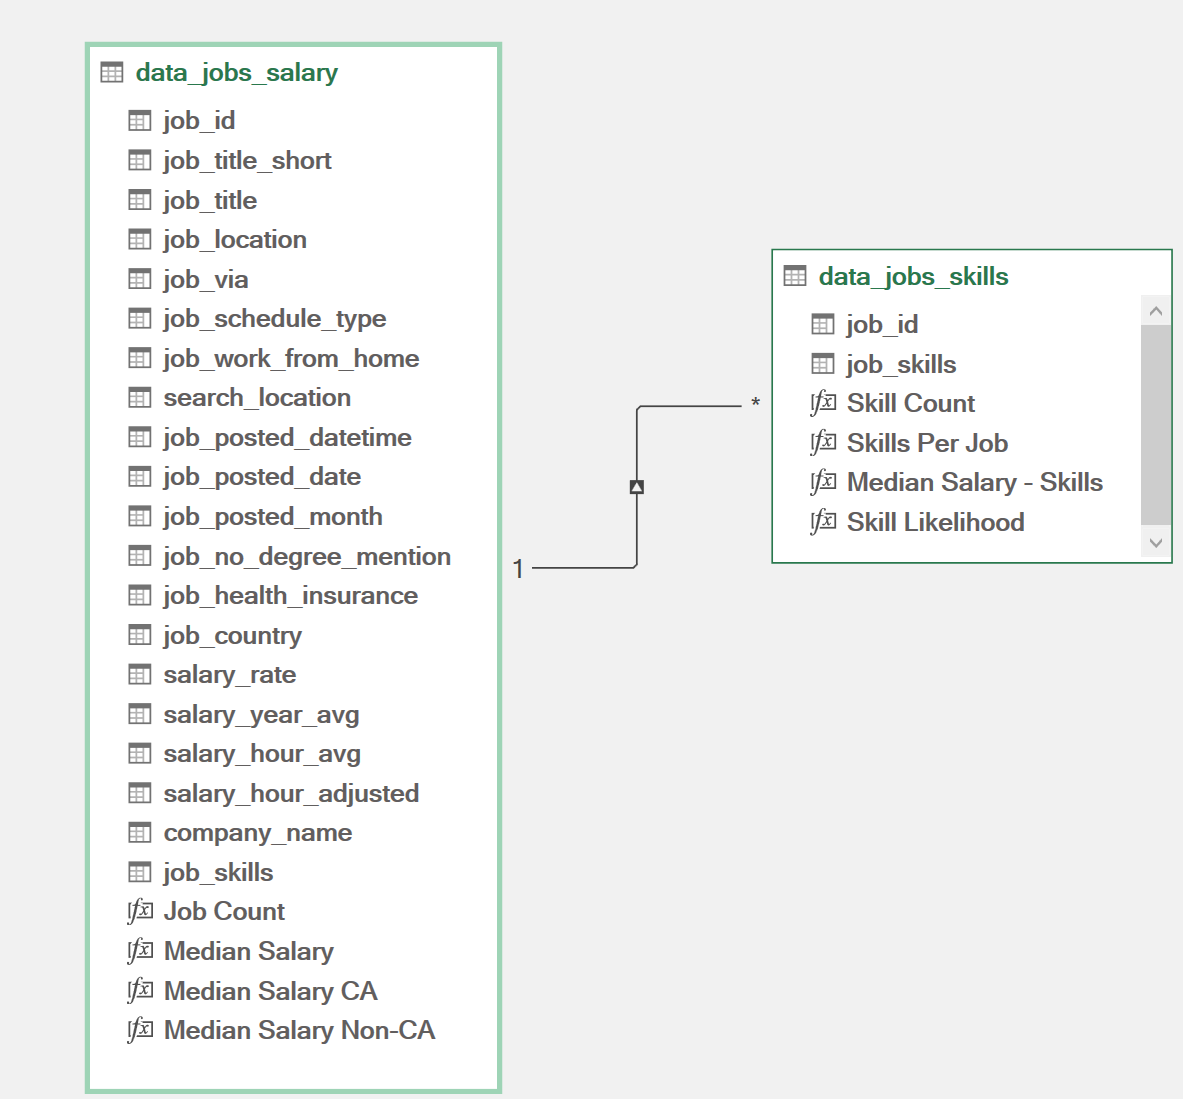 data_jobs_salary
job_id
job_title_short
job_title
job_location
job_via
job_schedule_type
job_work_from_home
search_location
job_posted_datetime
job_posted_date
job_posted_month
job_no_degree_mention
job_health_insurance
job_country
salary_rate
salary_year_avg
salary_hour_avg
salary_hour_adjusted
company_name
job_skills
Job Count
Median Salary
Median Salary CA
Median Salary Non-CA
1
*
data_jobs_skills
job_id
job_skills
Skill Count
Skills Per Job
Median Salary - Skills
Skill Likelihood